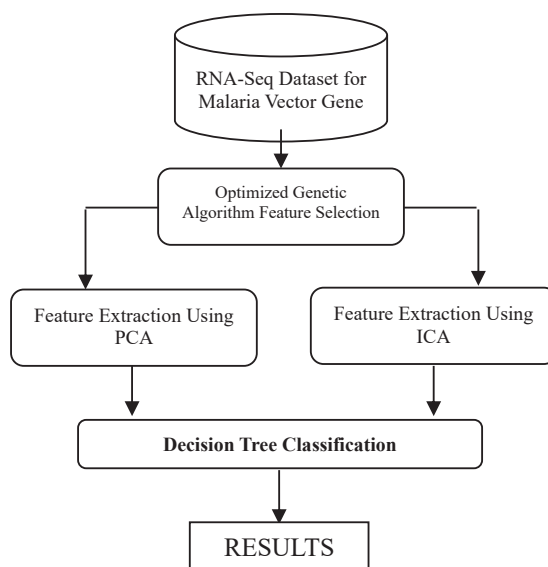 RNA-Seq Dataset for
Malaria Vector Gene
Optimized Genetic
Algorithm Feature Selection
Feature Extraction Using
PCA
Feature Extraction Using
ICA
Decision Tree Classification
RESULTS